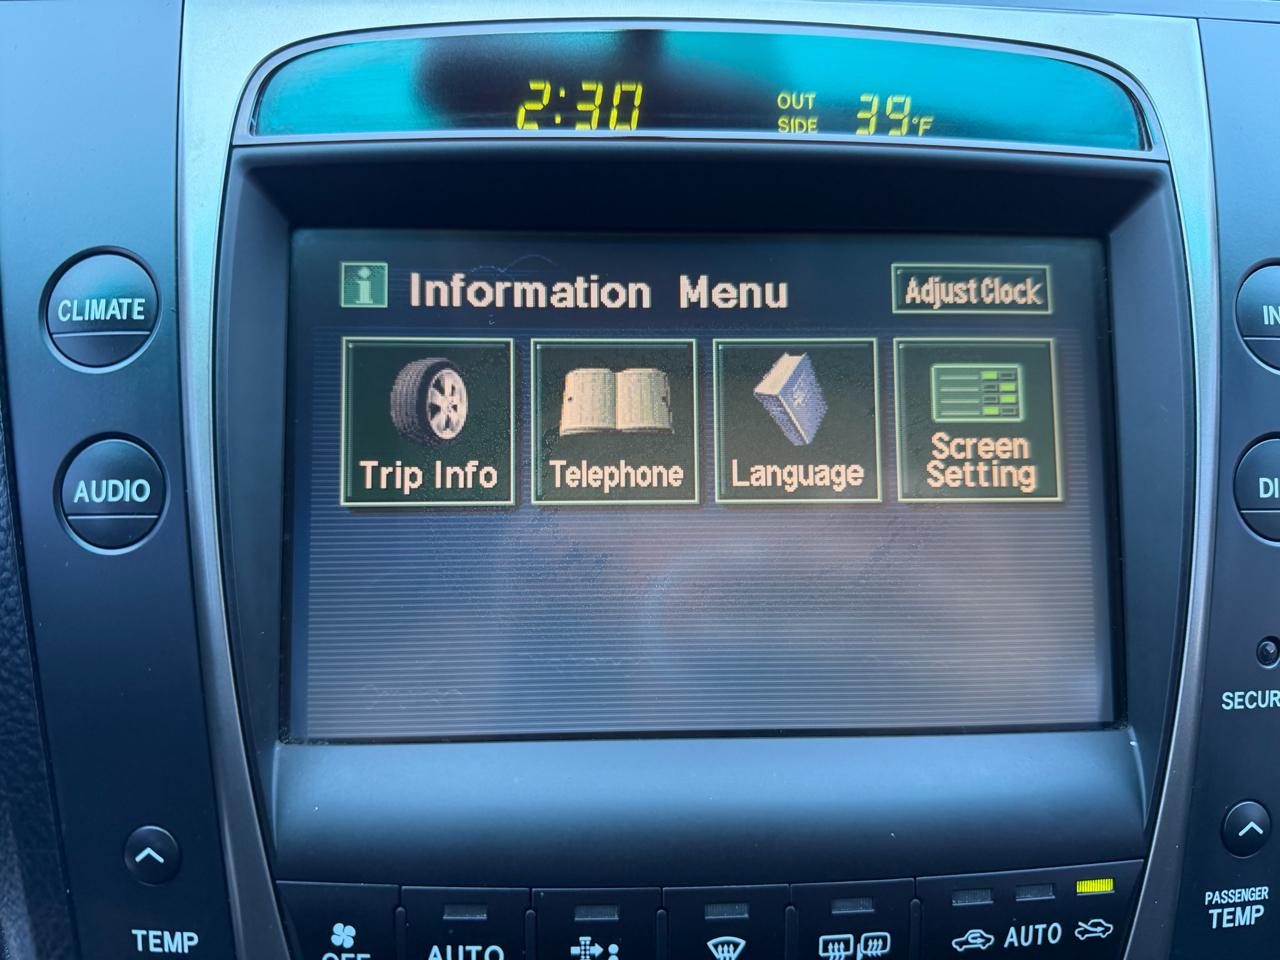 2:30
OUT
SIDE
39°F
i Information Menu
Adjust Clock
Trip Info
Telephone
Language
Screen
Setting
CLIMATE
AUDIO
TEMP
OFF
AUTO
AUTO
PASSENGER
TEMP